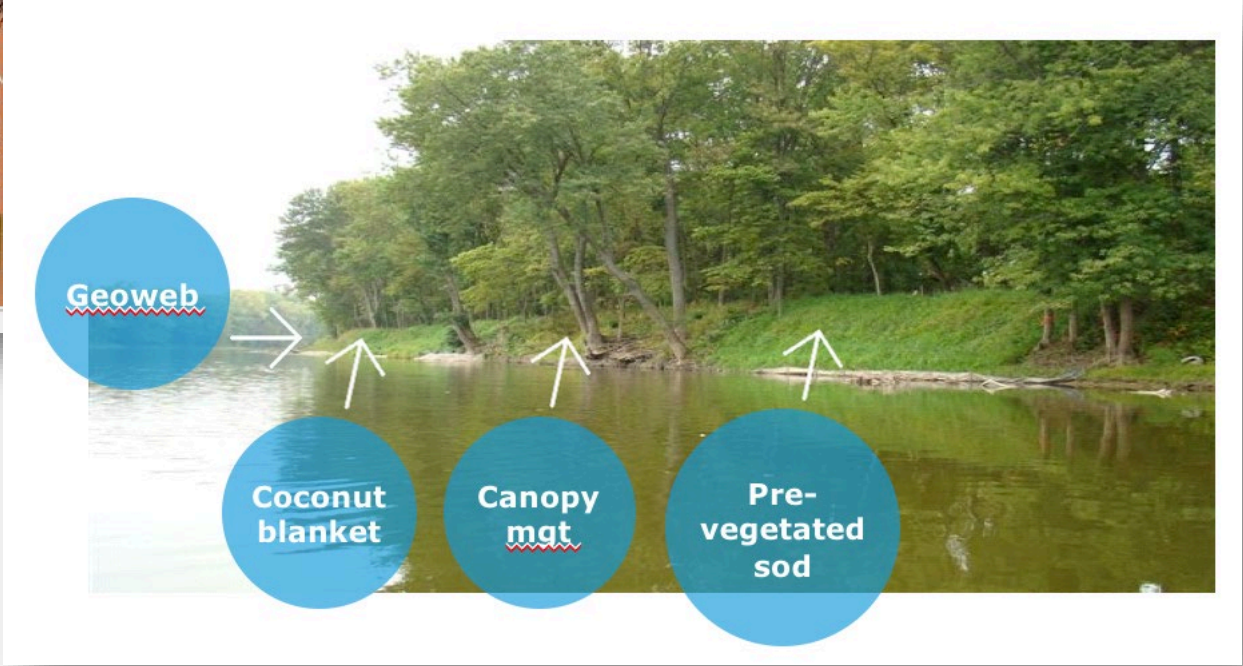 Geoweb
Coconut
blanket
Canopy
mgt
Pre-
vegetated
sod